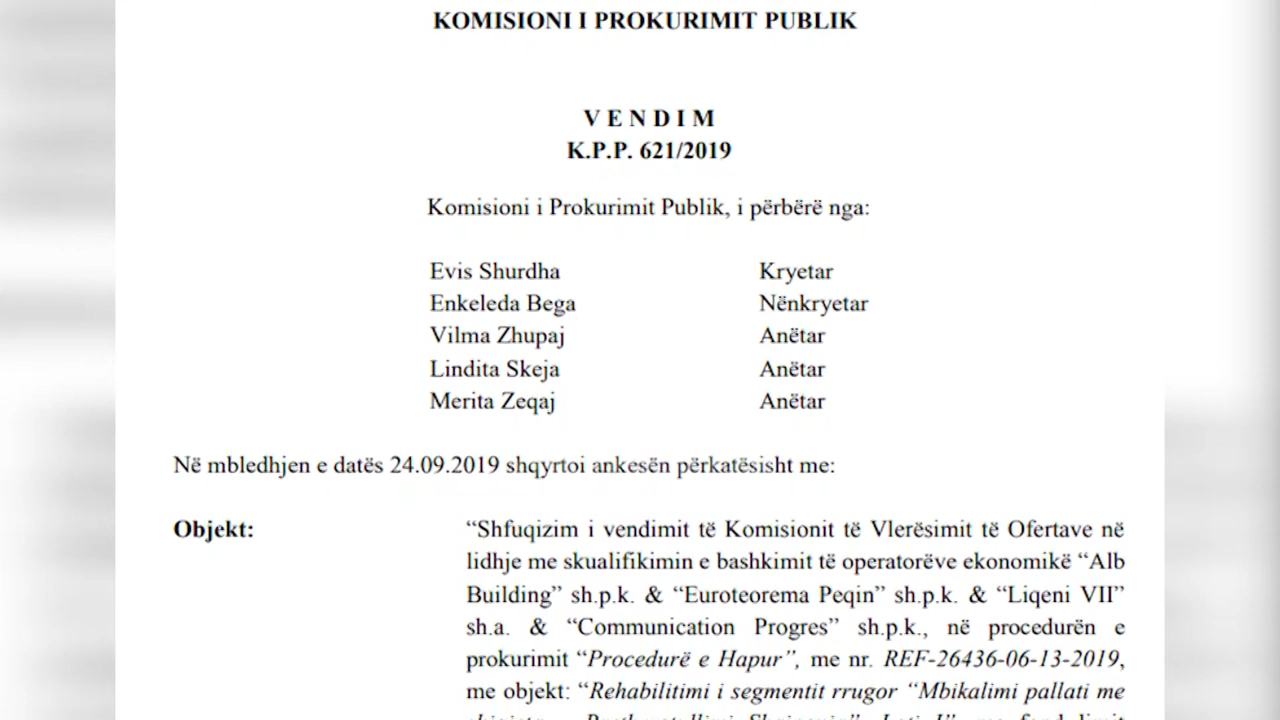 KOMISIONI I PROKURIMIT PUBLIK
V E N D I M
K.P.P. 621/2019
Komisioni i Prokurimit Publik, i përbërë nga:
Evis Shurdha Kryetar
Enkeleda Bega Nënkryetar
Vilma Zhupaj Anëtar
Lindita Skeja Anëtar
Merita Zeqaj Anëtar
Në mbledhjen e datës 24.09.2019 shqyrtoi ankesën përkatësisht me:
Objekt: “Shfuqizim i vendimit të Komisionit të Vlerësimit të Ofertave në
lidhje me skualifikimin e bashkimit të operatorëve ekonomikë “Alb
Building” sh.p.k. & “Euroteorema Peqin” sh.p.k. & “Liqeni VII”
sh.a. & “Communication Progres” sh.p.k., në procedurën e
prokurimit “Procedurë e Hapur”, me nr. REF-26436-06-13-2019,
me objekt: “Rehabilitimi i segmentit rrugor “Mbikalimi pallati me